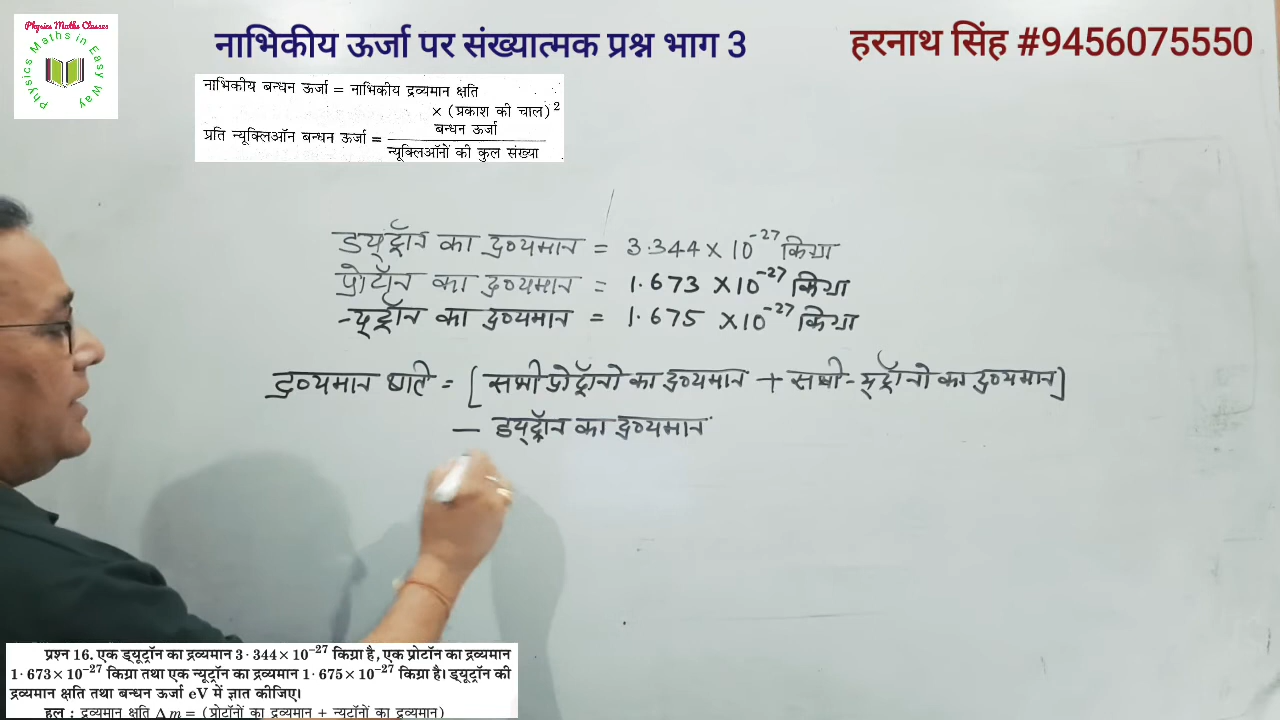 Physics Maths Classes
Physics Maths in Easy Way
नाभिकीय ऊर्जा पर संख्यात्मक प्रश्न भाग 3
हरनाथ सिंह #9456075550
नाभिकीय बन्धन ऊर्जा = नाभिकीय द्रव्यमान क्षति
× (प्रकाश की चाल)²
प्रति न्यूक्लिऑन बन्धन ऊर्जा = बन्धन ऊर्जा
न्यूक्लिऑनों की कुल संख्या
ड्यूट्रॉन का द्रव्यमान = 3.344 × 10⁻²⁷ किग्रा
प्रोटॉन का द्रव्यमान = 1.673 × 10⁻²⁷ किग्रा
न्यूट्रॉन का द्रव्यमान = 1.675 × 10⁻²⁷ किग्रा
द्रव्यमान क्षति = [सभी प्रोट्रॉनो का द्रव्यमान + सभी न्यूट्रॉनो का द्रव्यमान]
— ड्यूट्रॉन का द्रव्यमान
प्रश्न 16. एक ड्यूट्रॉन का द्रव्यमान 3·344 × 10⁻²⁷ किग्रा है, एक प्रोटॉन का द्रव्यमान
1·673 × 10⁻²⁷ किग्रा तथा एक न्यूट्रॉन का द्रव्यमान 1·675 × 10⁻²⁷ किग्रा है। ड्यूट्रॉन की
द्रव्यमान क्षति तथा बन्धन ऊर्जा eV में ज्ञात कीजिए।
हल : द्रव्यमान क्षति Δm = (प्रोटॉनों का द्रव्यमान + न्यूट्रॉनों का द्रव्यमान)